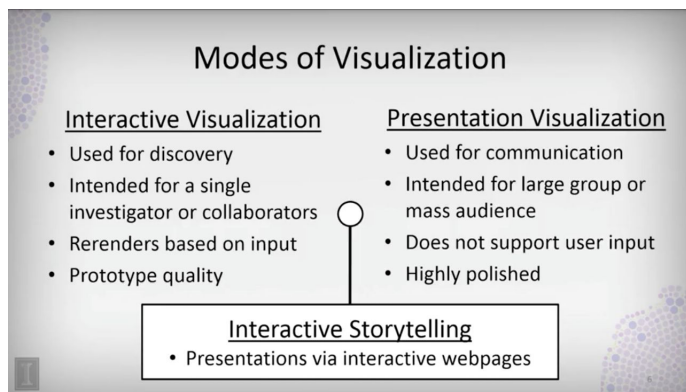 Modes of Visualization
Interactive Visualization
• Used for discovery
• Intended for a single
investigator or collaborators
• Rerenders based on input
• Prototype quality
Presentation Visualization
• Used for communication
• Intended for large group or
mass audience
• Does not support user input
• Highly polished
Interactive Storytelling
• Presentations via interactive webpages